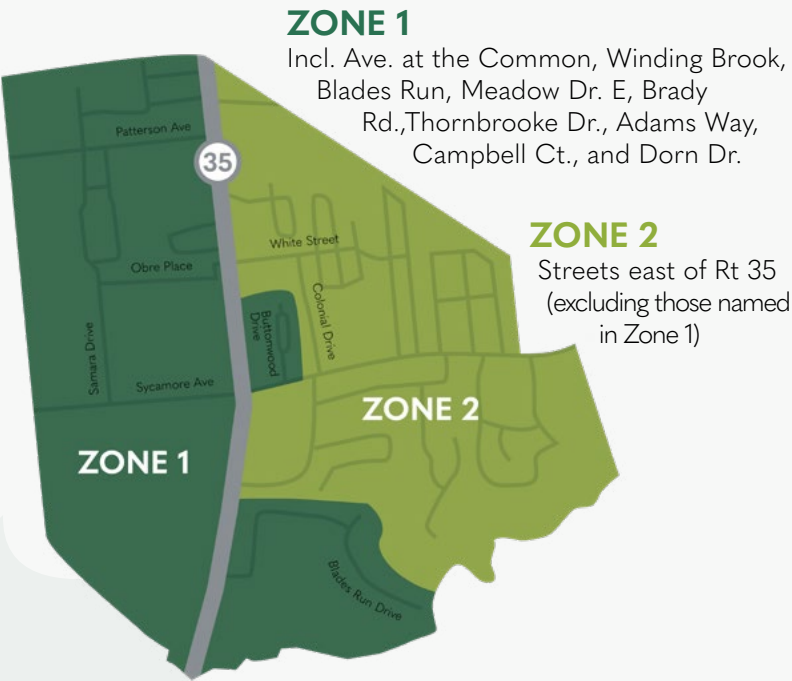 ZONE 1
Incl. Ave. at the Common, Winding Brook,
Blades Run, Meadow Dr. E, Brady
Rd.,Thornbrooke Dr., Adams Way,
Campbell Ct., and Dorn Dr.
ZONE 2
Streets east of Rt 35
(excluding those named
in Zone 1)
Patterson Ave
35
White Street
Obre Place
Samara Drive
Buttonwood
Drive
Colonial Drive
Sycamore Ave
ZONE 1
ZONE 2
Blades Run Drive